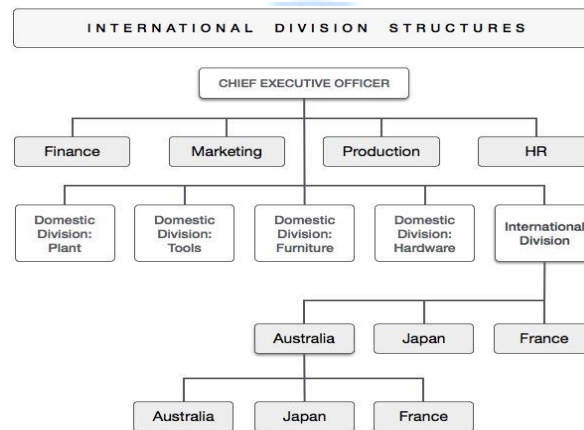 INTERNATIONAL DIVISION STRUCTURES
CHIEF EXECUTIVE OFFICER
Finance
Marketing
Production
HR
Domestic
Division:
Plant
Domestic
Division:
Tools
Domestic
Division:
Furniture
Domestic
Division:
Hardware
International
Division
Australia
Japan
France
Australia
Japan
France